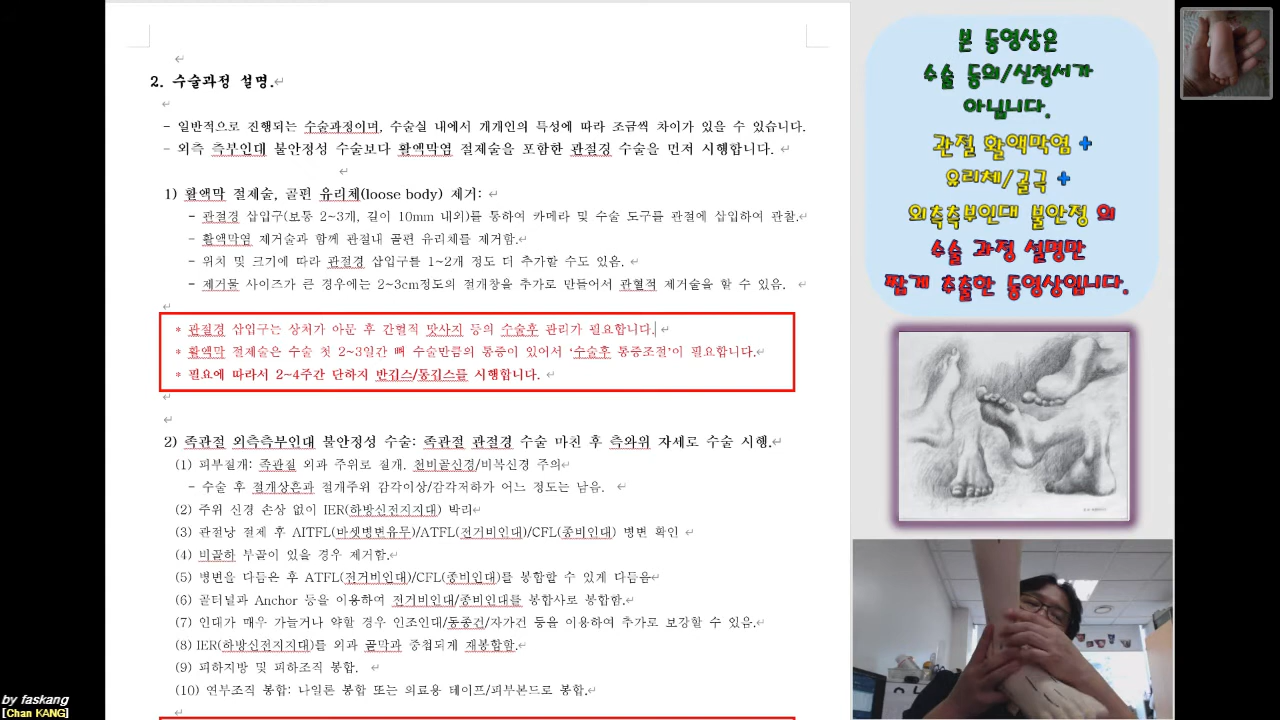 2. 수술과정 설명.
- 일반적으로 진행되는 수술과정이며, 수술실 내에서 개개인의 특성에 따라 조금씩 차이가 있을 수 있습니다.
- 외측 측부인대 불안정성 수술보다 활액막염 절제술을 포함한 관절경 수술을 먼저 시행합니다.
1) 활액막 절제술, 골편 유리체(loose body) 제거:
- 관절경 삽입구(보통 2~3개, 길이 10mm 내외)를 통하여 카메라 및 수술 도구를 관절에 삽입하여 관찰.
- 활액막염 제거술과 함께 관절내 골편 유리체를 제거함.
- 위치 및 크기에 따라 관절경 삽입구를 1~2개 정도 더 추가할 수도 있음.
- 제거물 사이즈가 큰 경우에는 2~3cm정도의 절개창을 추가로 만들어서 관혈적 제거술을 할 수 있음.
* 관절경 삽입구는 상처가 아문 후 간헐적 맛사지 등의 수술후 관리가 필요합니다.
* 활액막 절제술은 수술 첫 2~3일간 뼈 수술만큼의 통증이 있어서 '수술후 통증조절'이 필요합니다.
* 필요에 따라서 2~4주간 단하지 반깁스/통깁스를 시행합니다.
2) 족관절 외측측부인대 불안정성 수술: 족관절 관절경 수술 마친 후 측와위 자세로 수술 시행.
(1) 피부절개: 족관절 외과 주위로 절개. 천비골신경/비복신경 주의
- 수술 후 절개상흔과 절개주위 감각이상/감각저하가 어느 정도는 남음.
(2) 주위 신경 손상 없이 IER(하방신전지지대) 박리
(3) 관절낭 절제 후 AITFL(바셋병변유무)/ATFL(전거비인대)/CFL(종비인대) 병변 확인
(4) 비골하 부골이 있을 경우 제거함.
(5) 병변을 다듬은 후 ATFL(전거비인대)/CFL(종비인대)를 봉합할 수 있게 다듬음
(6) 골터널과 Anchor 등을 이용하여 전거비인대/종비인대를 봉합사로 봉합함.
(7) 인대가 매우 가늘거나 약할 경우 인조인대/동종건/자가건 등을 이용하여 추가로 보강할 수 있음.
(8) IER(하방신전지지대)를 외과 골막과 중첩되게 재봉합함.
(9) 피하지방 및 피하조직 봉합.
(10) 연부조직 봉합: 나일론 봉합 또는 의료용 테이프/피부본드로 봉합.
본 동영상은
수술 동의/신청서가
아닙니다.
관절 활액막염 +
유리체/골극 +
외측측부인대 불안정 의
수술 과정 설명만
짧게 추출한 동영상입니다.
by faskang
[Chan KANG]